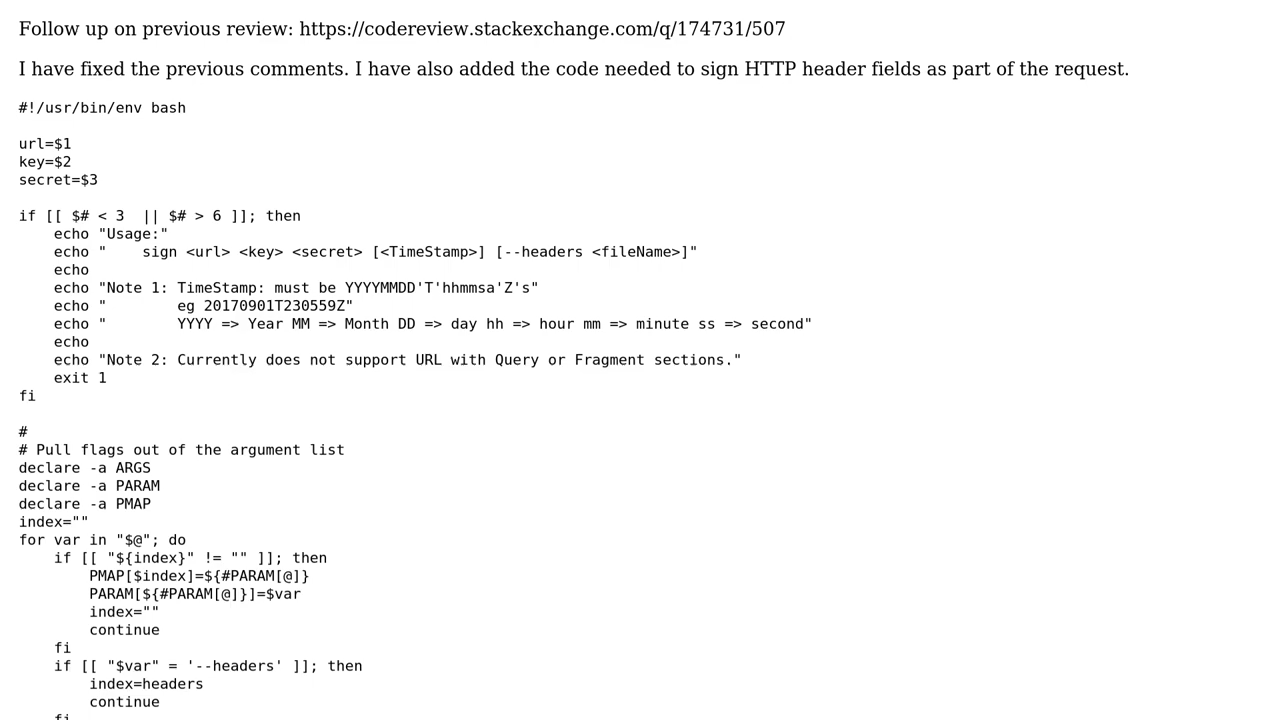 Follow up on previous review: https://codereview.stackexchange.com/q/174731/507
I have fixed the previous comments. I have also added the code needed to sign HTTP header fields as part of the request.
#!/usr/bin/env bash
url=$1
key=$2
secret=$3
if [[ $# < 3  || $# > 6 ]]; then
    echo "Usage:"
    echo "    sign <url> <key> <secret> [<TimeStamp>] [--headers <fileName>]"
    echo
    echo "Note 1: TimeStamp: must be YYYYMMDD'T'hhmmsa'Z's"
    echo "        eg 20170901T230559Z"
    echo "        YYYY => Year MM => Month DD => day hh => hour mm => minute ss => second"
    echo
    echo "Note 2: Currently does not support URL with Query or Fragment sections."
    exit 1
fi
#
# Pull flags out of the argument list
declare -a ARGS
declare -a PARAM
declare -a PMAP
index=""
for var in "$@"; do
    if [[ "${index}" != "" ]]; then
        PMAP[$index]=${#PARAM[@]}
        PARAM[${#PARAM[@]}]=$var
        index=""
        continue
    fi
    if [[ "$var" = '--headers' ]]; then
        index=headers
        continue
    fi